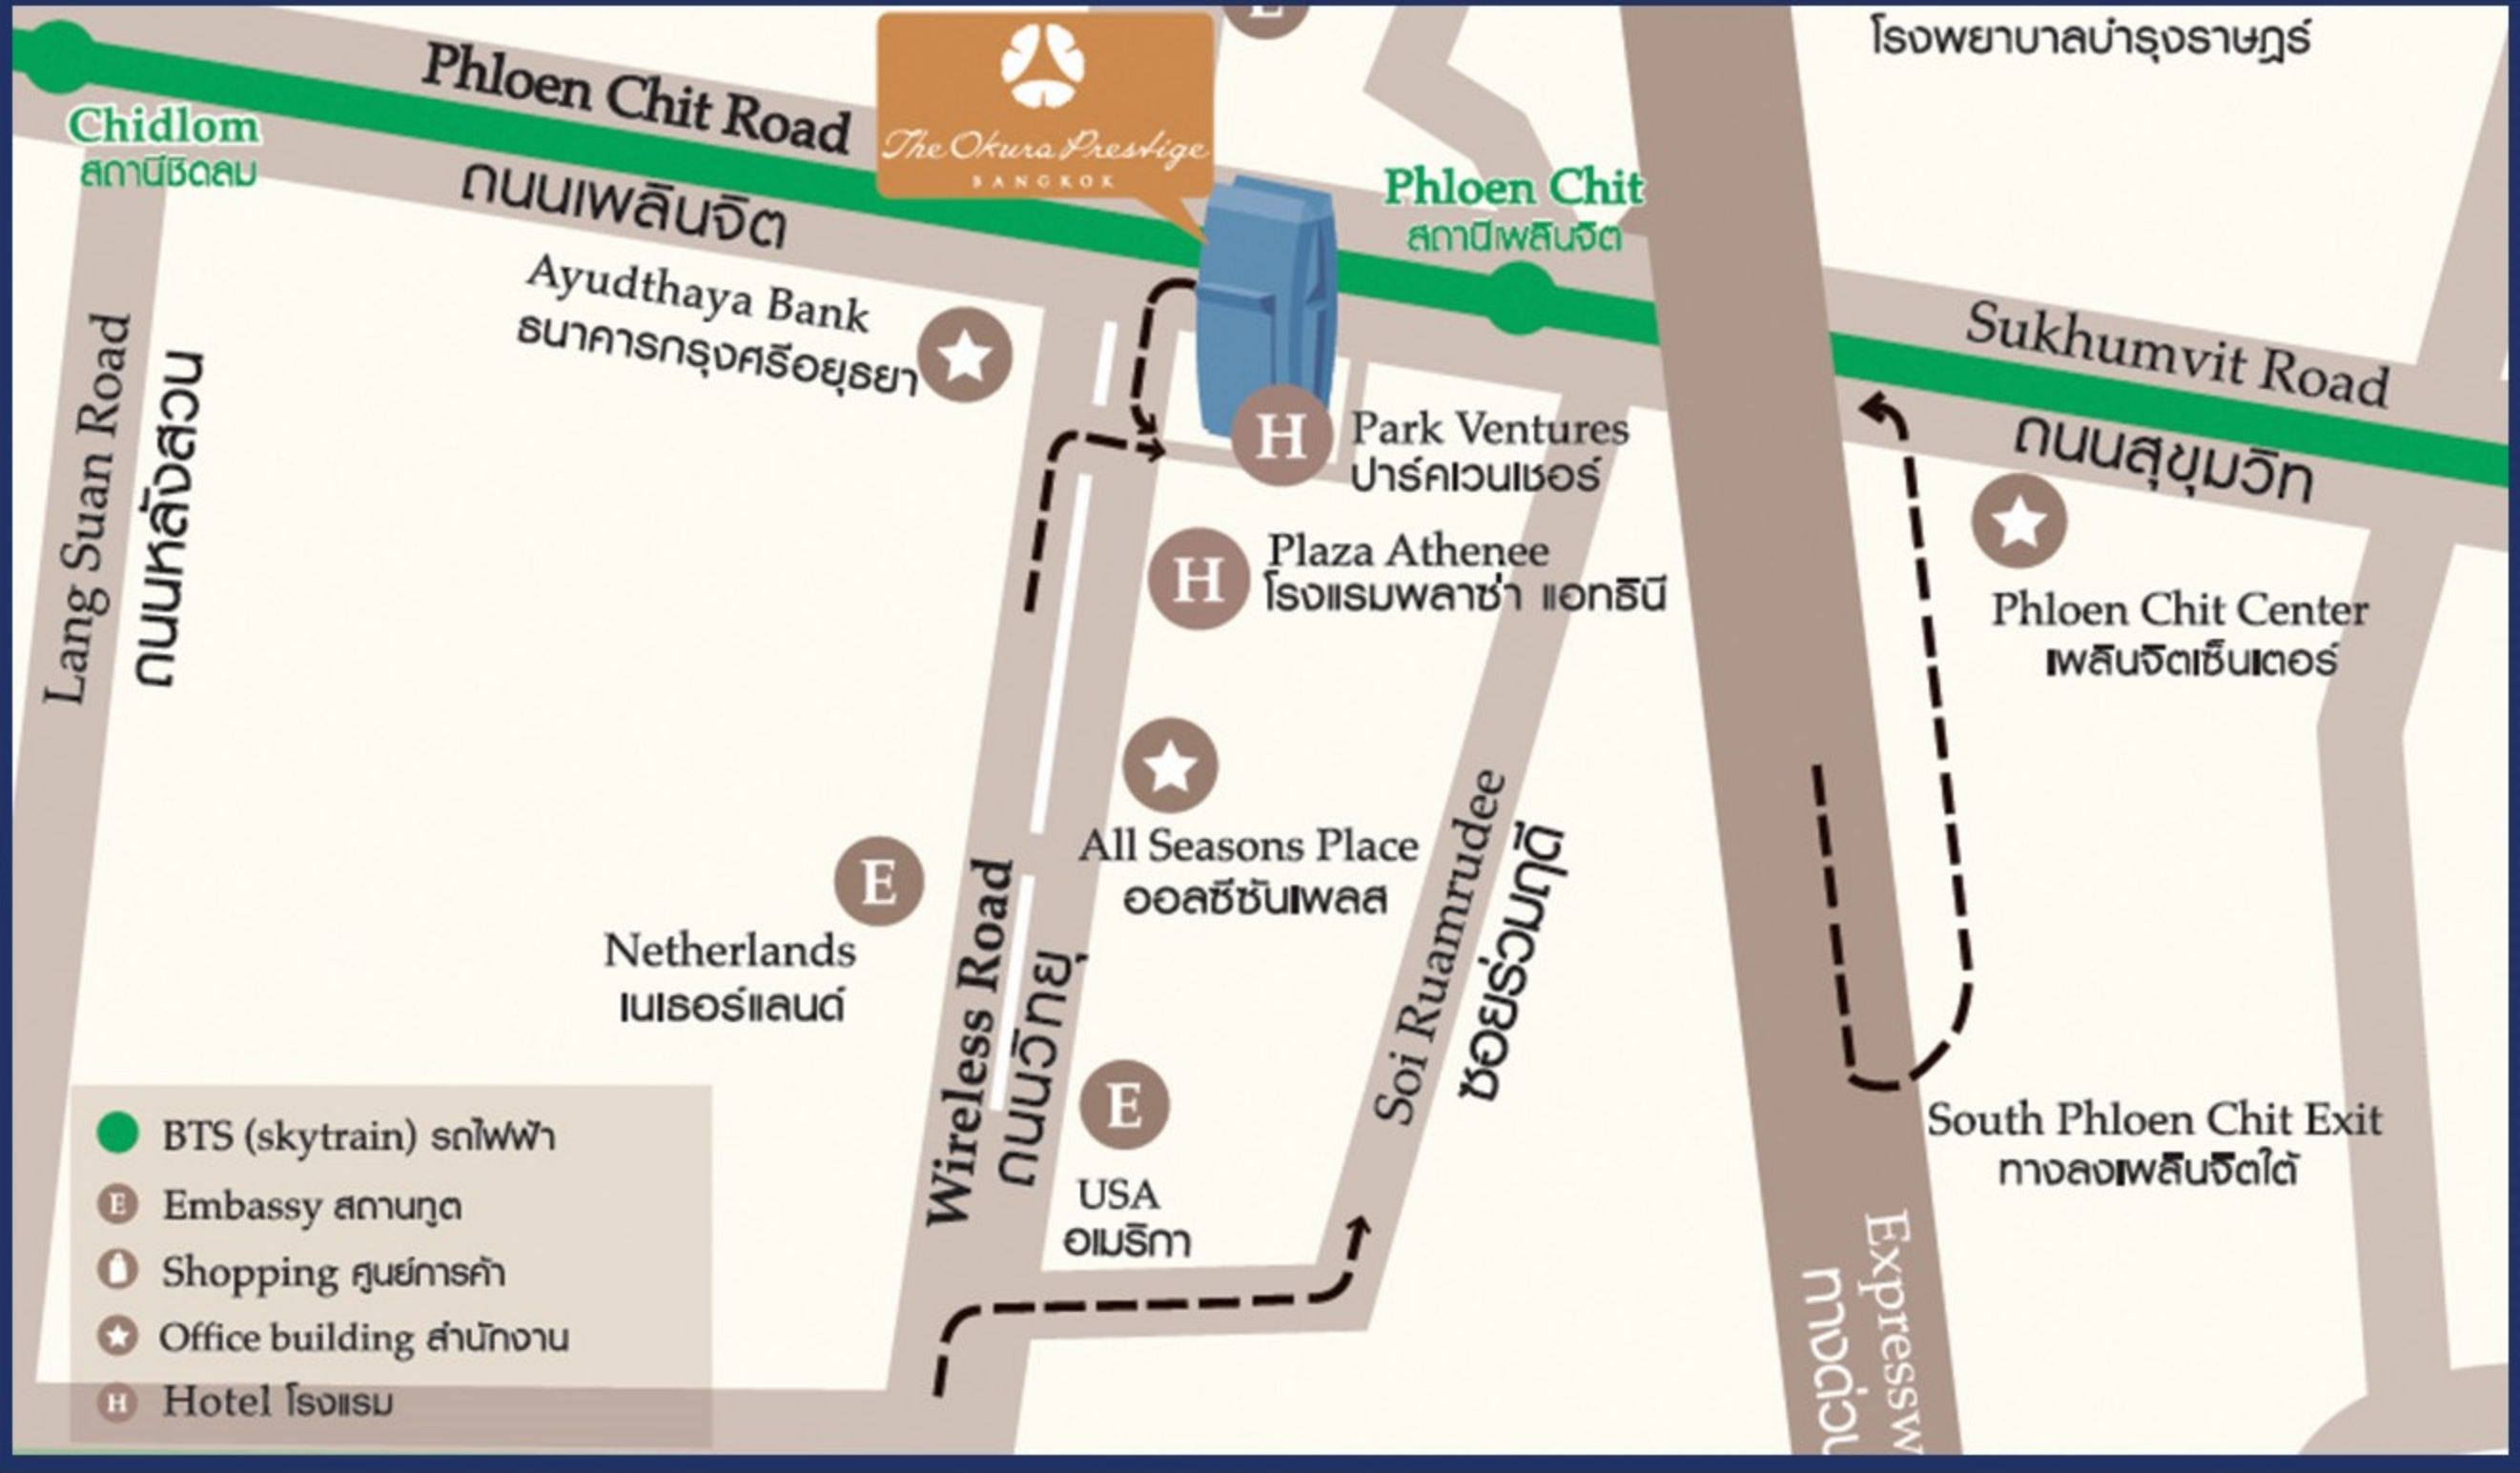 โรงพยาบาลบำรุงราษฎร์
Phloen Chit Road
ถนนเพลินจิต
The Okura Prestige
BANGKOK
Chidlom
สถานีชิดลม
Phloen Chit
สถานีเพลินจิต
Sukhumvit Road
ถนนสุขุมวิท
Ayudthaya Bank
ธนาคารกรุงศรีอยุธยา
Lang Suan Road
ถนนหลังสวน
H
Park Ventures
ปาร์คเวนเชอร์
H
Plaza Athenee
โรงแรมพลาซ่า แอทธินี
Phloen Chit Center
เพลินจิตเซ็นเตอร์
All Seasons Place
ออลซีซันเพลส
E
Netherlands
เนเธอร์แลนด์
Wireless Road
ถนนวิทยุ
Soi Ruamrudee
ซอยร่วมฤดี
E
USA
อเมริกา
South Phloen Chit Exit
ทางลงเพลินจิตใต้
Expressw
ทางด่วน
BTS (skytrain) รถไฟฟ้า
E Embassy สถานทูต
Shopping ศูนย์การค้า
Office building สำนักงาน
H Hotel โรงแรม